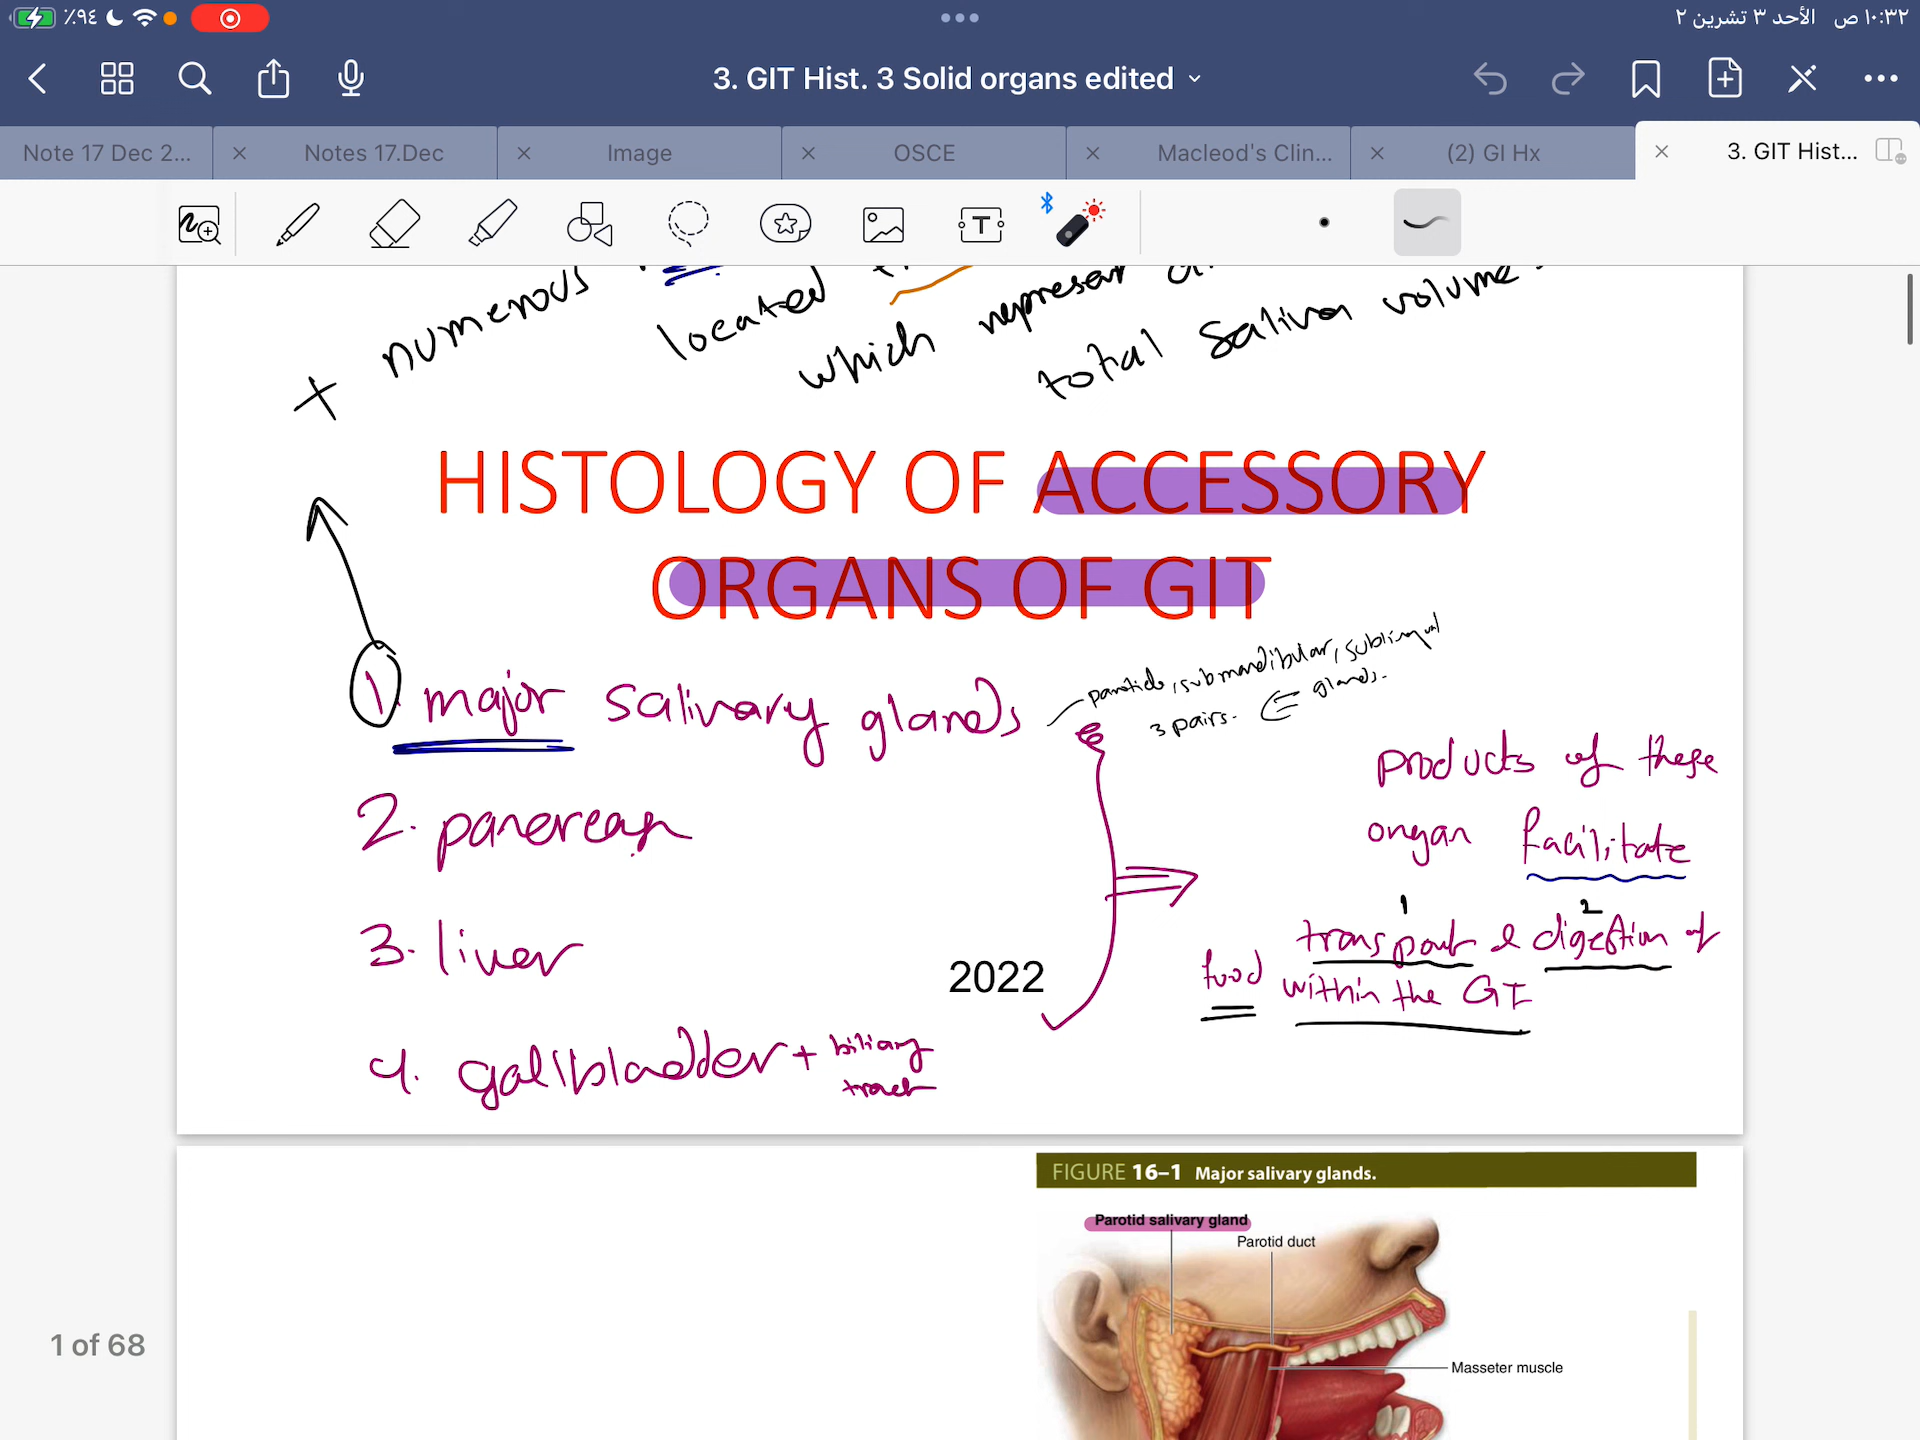 ٪٩٤
١٠:٣٢ ص الأحد ٣ تشرين ٢
3. GIT Hist. 3 Solid organs edited
Note 17 Dec 2...
Notes 17.Dec
Image
OSCE
Macleod's Clin...
(2) GI Hx
3. GIT Hist...
+ numerous
located
which represent
total saliva volume.
HISTOLOGY OF ACCESSORY
ORGANS OF GIT
1. major salivary glands
parotide, submandibular, sublingual
glands.
3 pairs.
2. pancreas
3. liver
4. gallbladder + biliary
tract
products of these
organ facilitate
1 2
transport & digestion of
food within the GI
2022
FIGURE 16–1 Major salivary glands.
Parotid salivary gland
Parotid duct
Masseter muscle
1 of 68